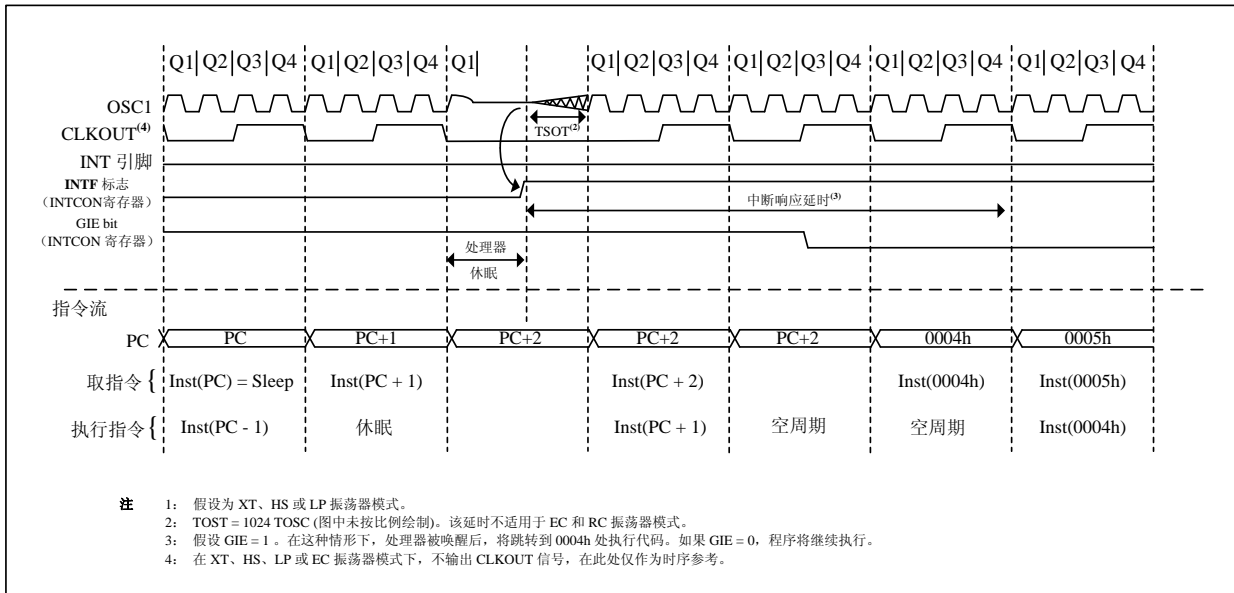 Q1|Q2|Q3|Q4 Q1|Q2|Q3|Q4 Q1| Q1|Q2|Q3|Q4 Q1|Q2|Q3|Q4 Q1|Q2|Q3|Q4 Q1|Q2|Q3|Q4
OSC1
TSOT(2)
CLKOUT(4)
INT 引脚
INTF 标志
(INTCON寄存器)
中断响应延时(3)
GIE bit
(INTCON 寄存器)
处理器
休眠
指令流
PC PC PC+1 PC+2 PC+2 PC+2 0004h 0005h
取指令 { Inst(PC) = Sleep Inst(PC + 1) Inst(PC + 2) Inst(0004h) Inst(0005h)
执行指令 { Inst(PC - 1) 休眠 Inst(PC + 1) 空周期 空周期 Inst(0004h)
注 1: 假设为 XT、HS 或 LP 振荡器模式。
2: TOST = 1024 TOSC (图中未按比例绘制)。该延时不适用于 EC 和 RC 振荡器模式。
3: 假设 GIE = 1 。在这种情形下，处理器被唤醒后，将跳转到 0004h 处执行代码。如果 GIE = 0，程序将继续执行。
4: 在 XT、HS、LP 或 EC 振荡器模式下，不输出 CLKOUT 信号，在此处仅作为时序参考。